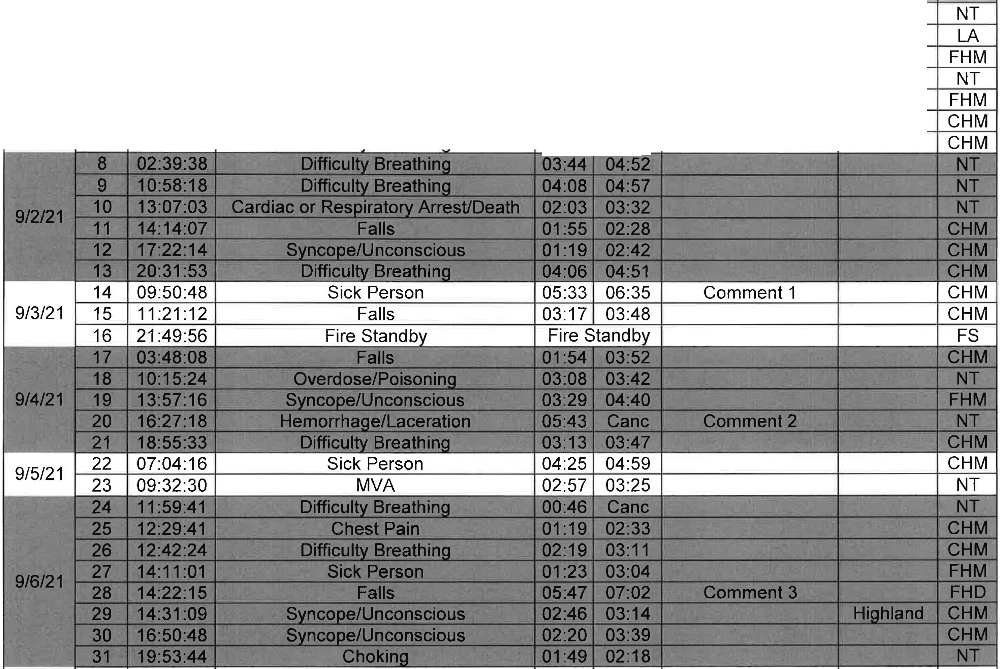 NT
LA
FHM
NT
FHM
CHM
CHM
9/2/21
8 02:39:38 Difficulty Breathing 03:44 04:52 NT
9 10:58:18 Difficulty Breathing 04:08 04:57 NT
10 13:07:03 Cardiac or Respiratory Arrest/Death 02:03 03:32 NT
11 14:14:07 Falls 01:55 02:28 CHM
12 17:22:14 Syncope/Unconscious 01:19 02:42 CHM
13 20:31:53 Difficulty Breathing 04:06 04:51 CHM
9/3/21
14 09:50:48 Sick Person 05:33 06:35 Comment 1 CHM
15 11:21:12 Falls 03:17 03:48 CHM
16 21:49:56 Fire Standby Fire Standby FS
9/4/21
17 03:48:08 Falls 01:54 03:52 CHM
18 10:15:24 Overdose/Poisoning 03:08 03:42 NT
19 13:57:16 Syncope/Unconscious 03:29 04:40 FHM
20 16:27:18 Hemorrhage/Laceration 05:43 Canc Comment 2 NT
21 18:55:33 Difficulty Breathing 03:13 03:47 CHM
9/5/21
22 07:04:16 Sick Person 04:25 04:59 CHM
23 09:32:30 MVA 02:57 03:25 NT
9/6/21
24 11:59:41 Difficulty Breathing 00:46 Canc NT
25 12:29:41 Chest Pain 01:19 02:33 CHM
26 12:42:24 Difficulty Breathing 02:19 03:11 CHM
27 14:11:01 Sick Person 01:23 03:04 FHM
28 14:22:15 Falls 05:47 07:02 Comment 3 FHD
29 14:31:09 Syncope/Unconscious 02:46 03:14 Highland CHM
30 16:50:48 Syncope/Unconscious 02:20 03:39 CHM
31 19:53:44 Choking 01:49 02:18 NT